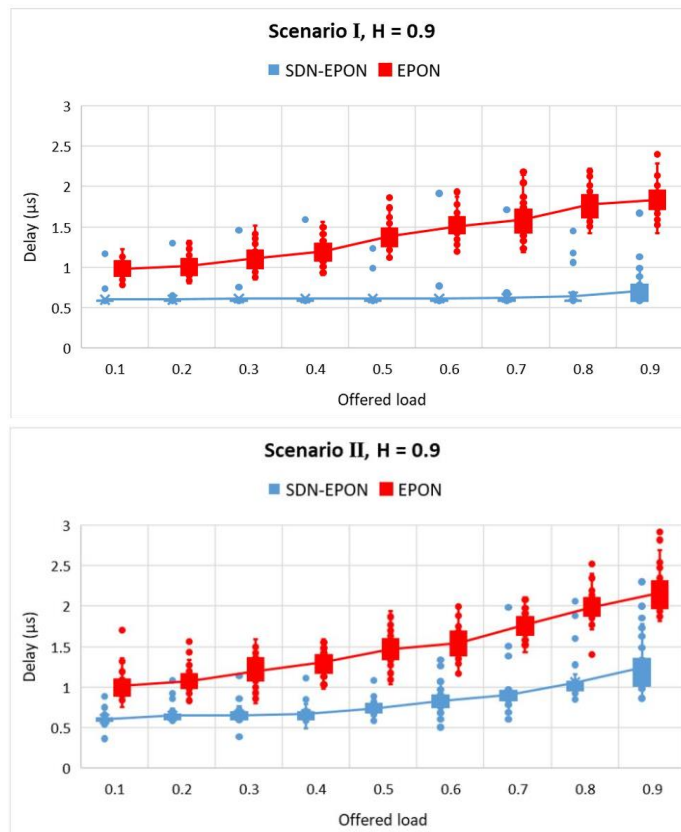 Scenario I, H = 0.9
SDN-EPON EPON
3
2.5
2
1.5
1
0.5
0
Delay (µs)
0.1 0.2 0.3 0.4 0.5 0.6 0.7 0.8 0.9
Offered load
Scenario II, H = 0.9
SDN-EPON EPON
3
2.5
2
1.5
1
0.5
0
Delay (µs)
0.1 0.2 0.3 0.4 0.5 0.6 0.7 0.8 0.9
Offered load